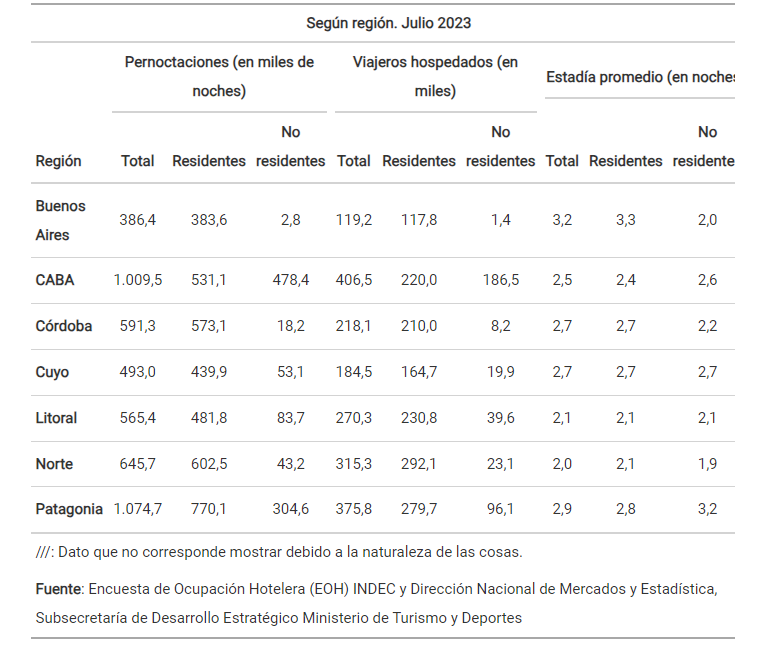 Según región. Julio 2023
Pernoctaciones (en miles de noches) Viajeros hospedados (en miles) Estadía promedio (en noches
Región Total Residentes No residentes Total Residentes No residentes Total Residentes No residente
Buenos Aires 386,4 383,6 2,8 119,2 117,8 1,4 3,2 3,3 2,0
CABA 1.009,5 531,1 478,4 406,5 220,0 186,5 2,5 2,4 2,6
Córdoba 591,3 573,1 18,2 218,1 210,0 8,2 2,7 2,7 2,2
Cuyo 493,0 439,9 53,1 184,5 164,7 19,9 2,7 2,7 2,7
Litoral 565,4 481,8 83,7 270,3 230,8 39,6 2,1 2,1 2,1
Norte 645,7 602,5 43,2 315,3 292,1 23,1 2,0 2,1 1,9
Patagonia 1.074,7 770,1 304,6 375,8 279,7 96,1 2,9 2,8 3,2
///: Dato que no corresponde mostrar debido a la naturaleza de las cosas.
Fuente: Encuesta de Ocupación Hotelera (EOH) INDEC y Dirección Nacional de Mercados y Estadística,
Subsecretaría de Desarrollo Estratégico Ministerio de Turismo y Deportes